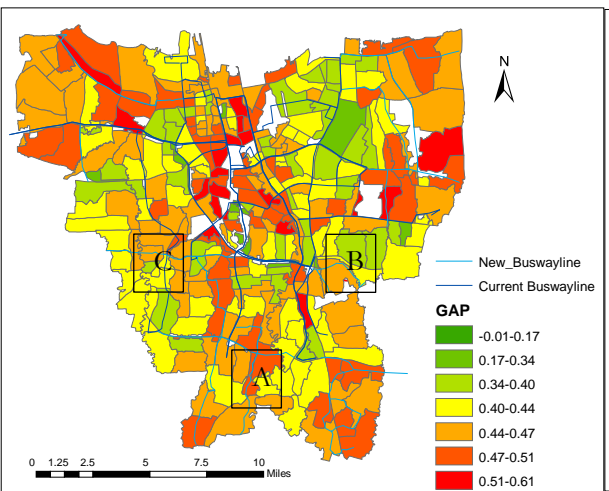 N
C
B
A
New_Buswayline
Current Buswayline
GAP
-0.01-0.17
0.17-0.34
0.34-0.40
0.40-0.44
0.44-0.47
0.47-0.51
0.51-0.61
0 1.25 2.5 5 7.5 10
Miles